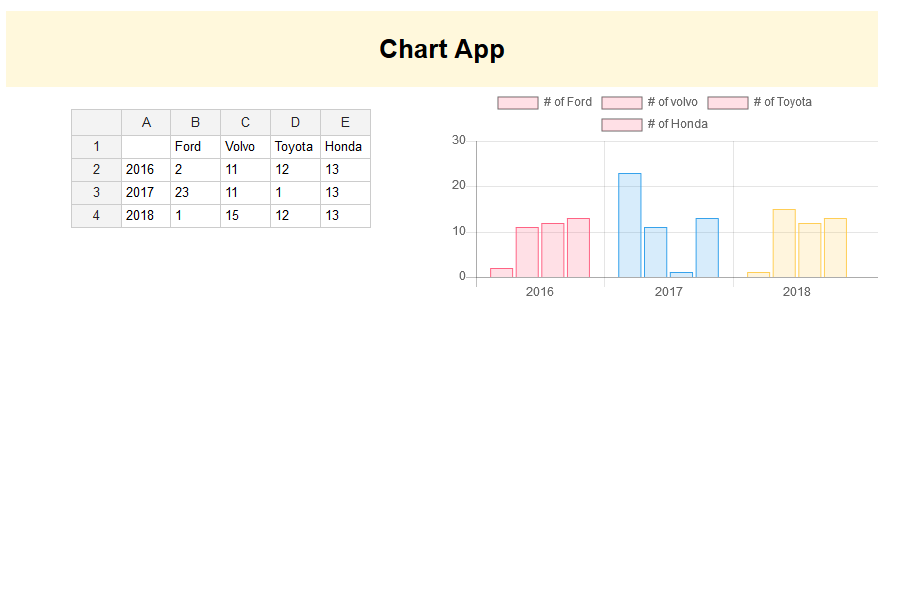 Chart App
A B C D E
1 Ford Volvo Toyota Honda
2 2016 2 11 12 13
3 2017 23 11 1 13
4 2018 1 15 12 13
# of Ford # of volvo # of Toyota
# of Honda
30
20
10
0
2016 2017 2018